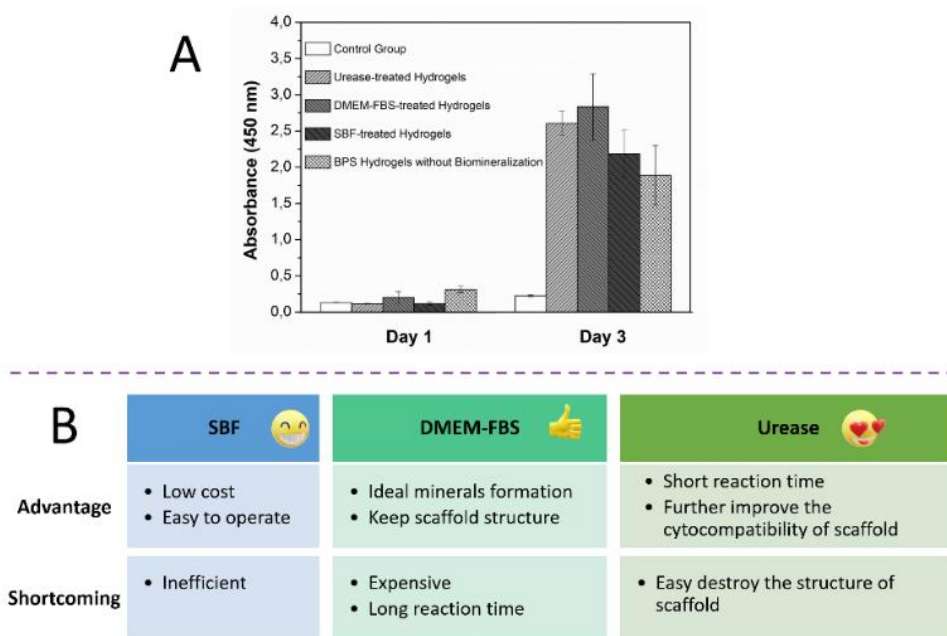 A
4,0
3,5
3,0
2,5
2,0
1,5
1,0
0,5
0,0
Absorbance (450 nm)
Control Group
Urease-treated Hydrogels
DMEM-FBS-treated Hydrogels
SBF-treated Hydrogels
BPS Hydrogels without Biomineralization
Day 1
Day 3
B
SBF
DMEM-FBS
Urease
Advantage
• Low cost
• Easy to operate
• Ideal minerals formation
• Keep scaffold structure
• Short reaction time
• Further improve the
cytocompatibility of scaffold
Shortcoming
• Inefficient
• Expensive
• Long reaction time
• Easy destroy the structure of
scaffold